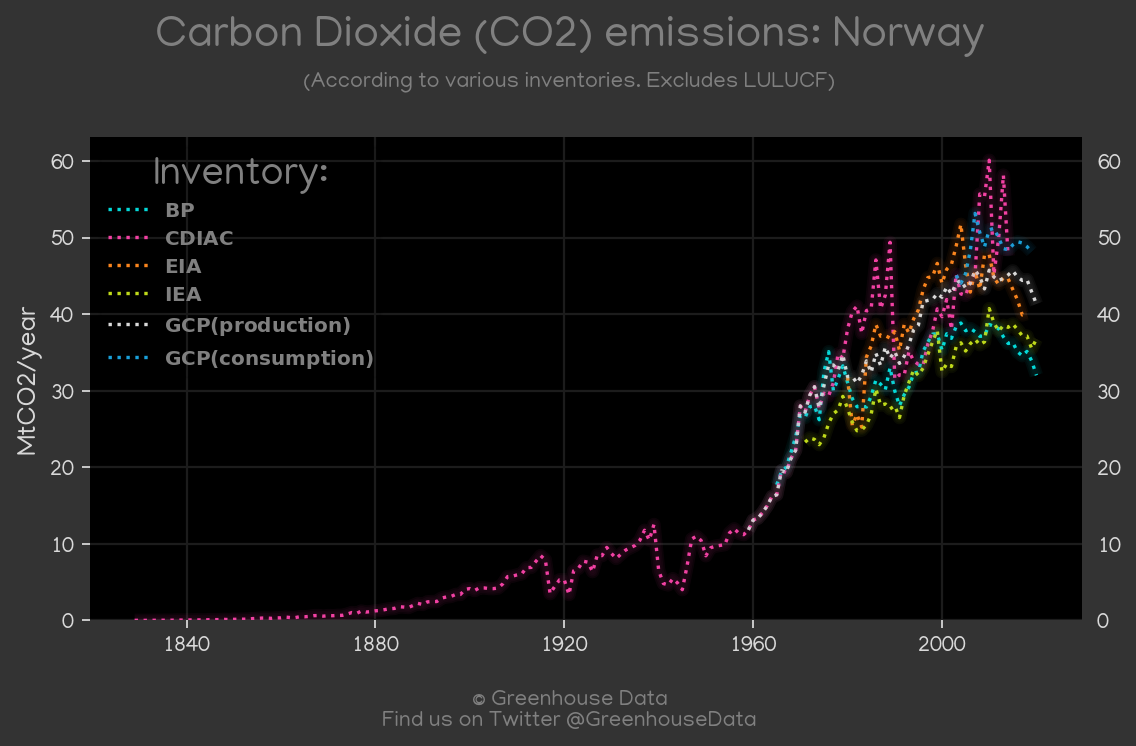 Carbon Dioxide (CO2) emissions: Norway
(According to various inventories. Excludes LULUCF)
Inventory:
BP
CDIAC
EIA
IEA
GCP(production)
GCP(consumption)
MtCO2/year
60
50
40
30
20
10
0
60
50
40
30
20
10
0
1840
1880
1920
1960
2000
© Greenhouse Data
Find us on Twitter @GreenhouseData